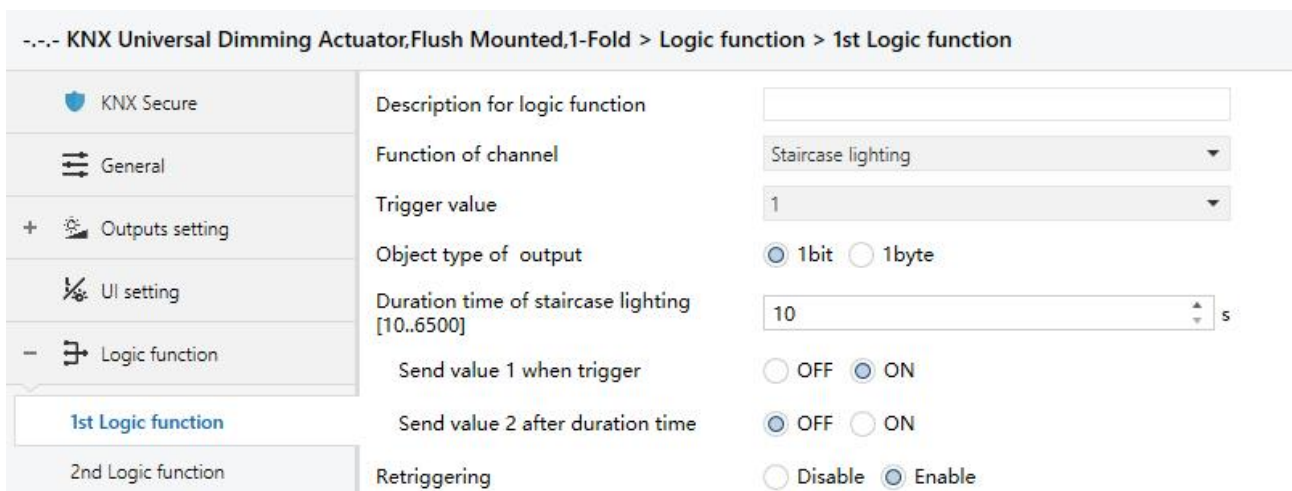 -.-.- KNX Universal Dimming Actuator,Flush Mounted,1-Fold > Logic function > 1st Logic function
KNX Secure
General
+ Outputs setting
UI setting
- Logic function
1st Logic function
2nd Logic function
Description for logic function
Function of channel Staircase lighting
Trigger value 1
Object type of output 1bit 1byte
Duration time of staircase lighting
[10..6500] 10 s
Send value 1 when trigger OFF ON
Send value 2 after duration time OFF ON
Retriggering Disable Enable